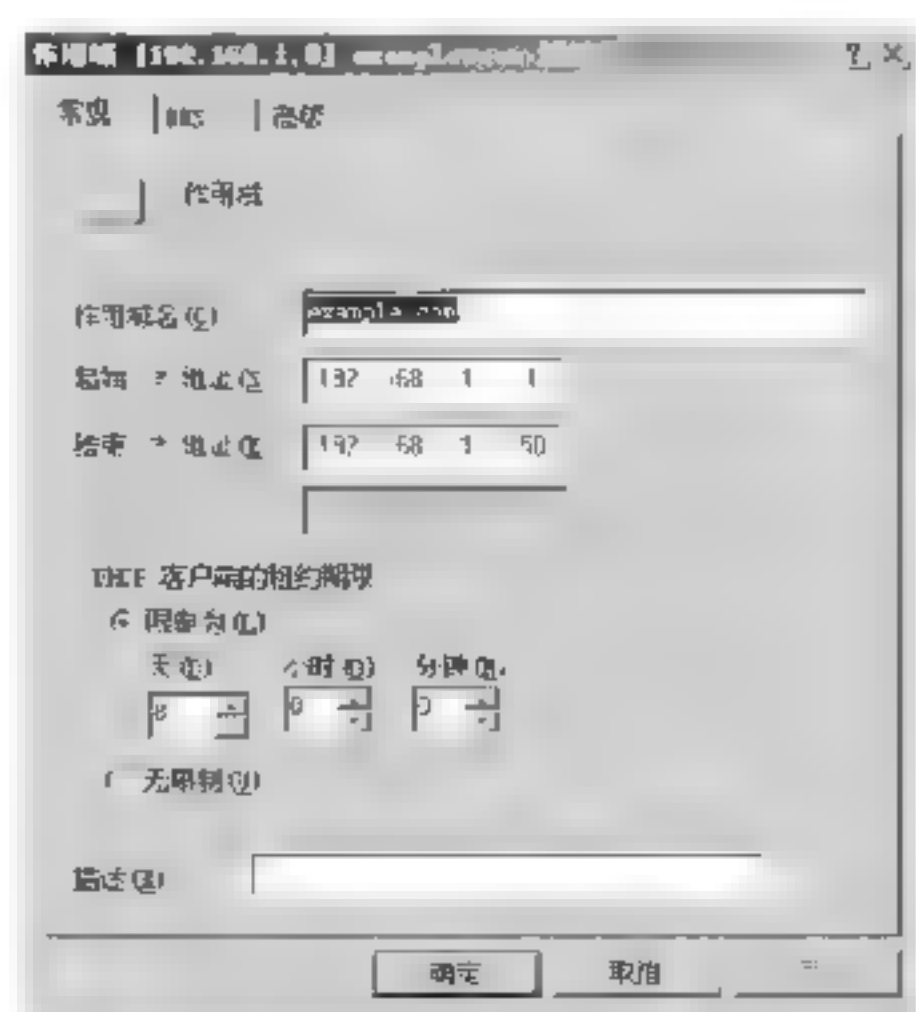 作用域 [192.168.1.0] example.com
常规 DNS 高级
作用域
作用域名(C) example.com
起始 IP 地址(S) 192 168 1 1
结束 IP 地址(E) 192 168 1 50
DHCP 客户端的租约期限
限制为(L)
天(D) 小时(O) 分钟
8 0 0
无限制(U)
描述(R)
确定 取消